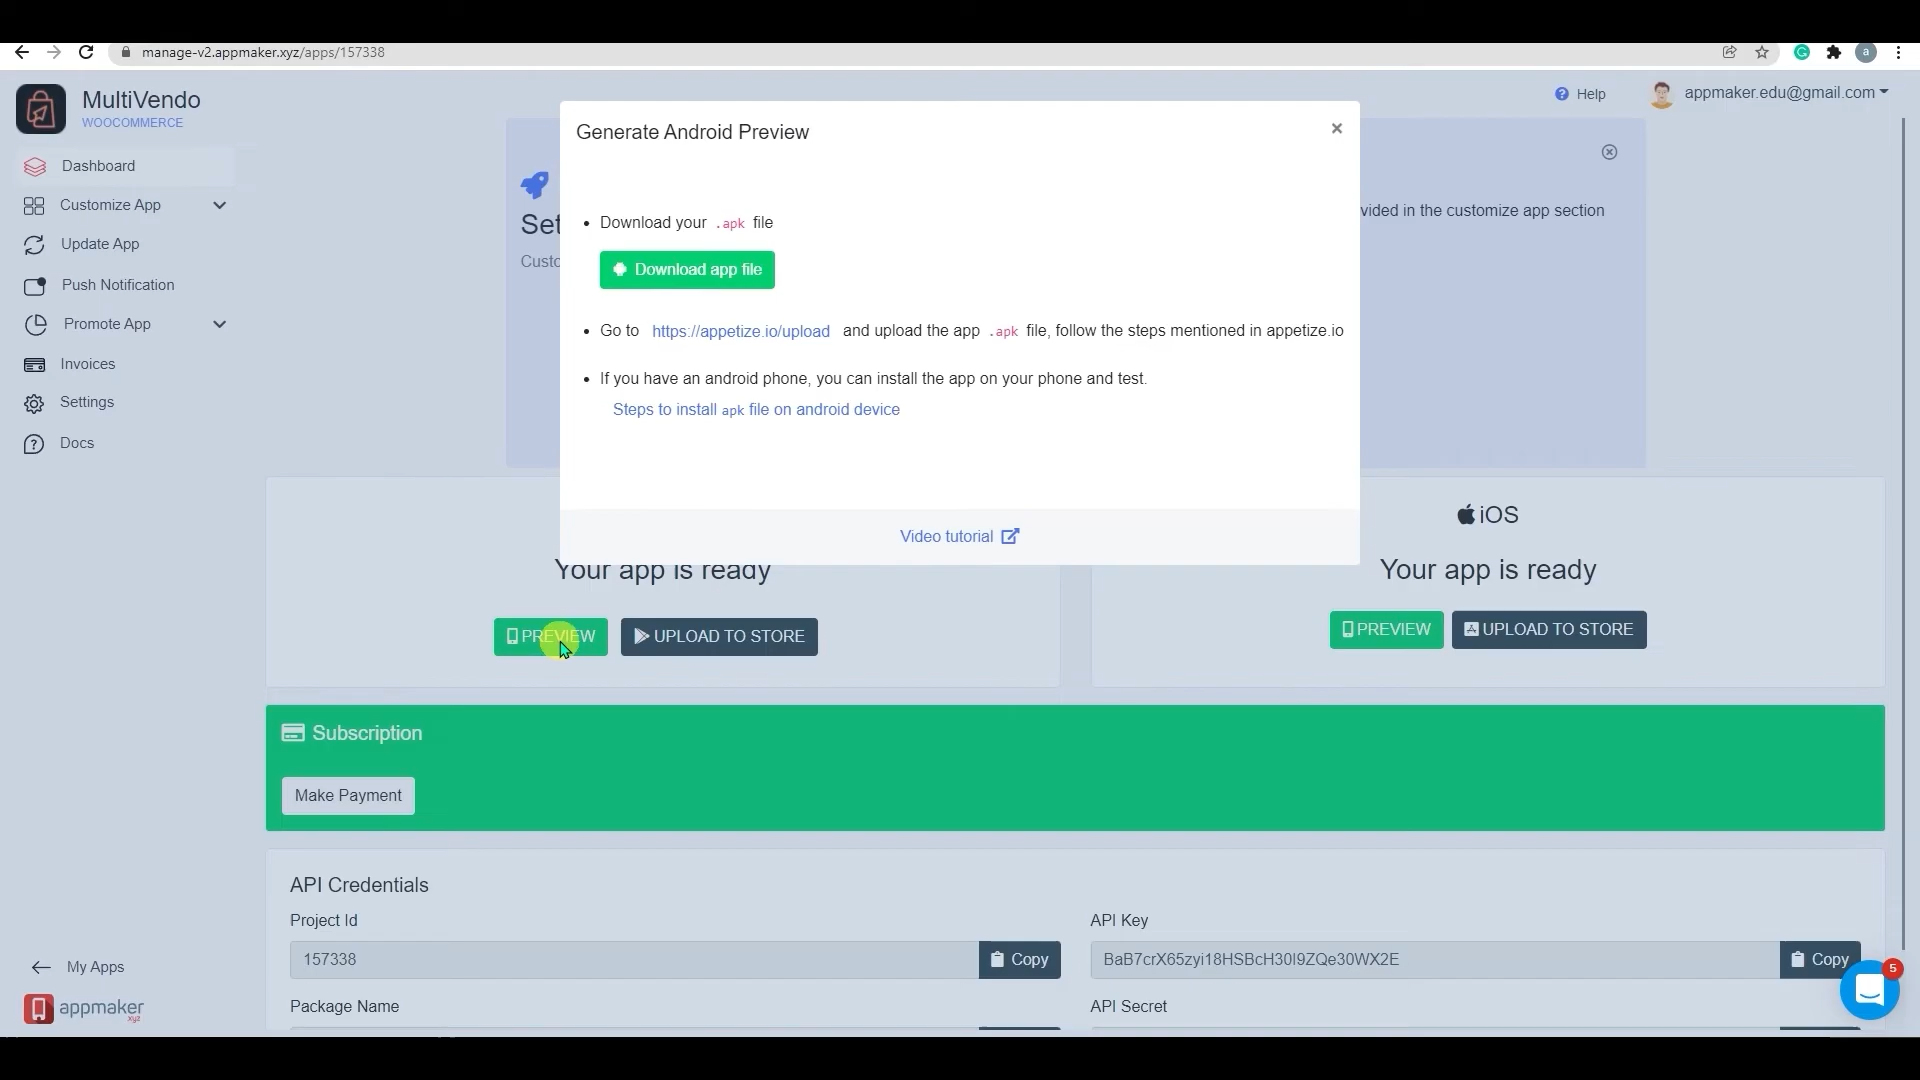 manage-v2.appmaker.xyz/apps/157338
a
MultiVendo
WOOCOMMERCE
Help
appmaker.edu@gmail.com
Dashboard
Customize App
Update App
Push Notification
Promote App
Invoices
Settings
Docs
My Apps
appmaker
xyz
Generate Android Preview
×
Download your .apk file
Download app file
Go to https://appetize.io/upload and upload the app .apk file, follow the steps mentioned in appetize.io
If you have an android phone, you can install the app on your phone and test.
Steps to install apk file on android device
Video tutorial
Set
Custo
vided in the customize app section
Your app is ready
PREVIEW
UPLOAD TO STORE
iOS
Your app is ready
PREVIEW
UPLOAD TO STORE
Subscription
Make Payment
API Credentials
Project Id
157338
Copy
API Key
BaB7crX65zyi18HSBcH30I9ZQe30WX2E
Copy
Package Name
API Secret
5